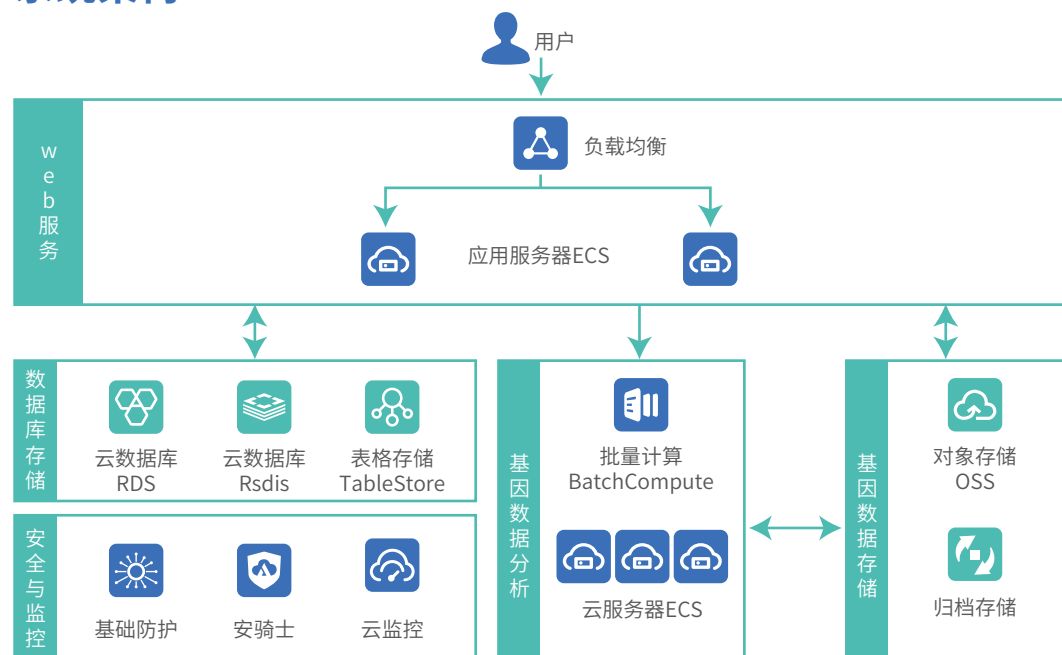 用户
web服务
负载均衡
应用服务器ECS
数据库存储
云数据库
RDS
云数据库
Rsdis
表格存储
TableStore
安全与监控
基础防护
安骑士
云监控
基因数据分析
批量计算
BatchCompute
云服务器ECS
基因数据存储
对象存储
OSS
归档存储